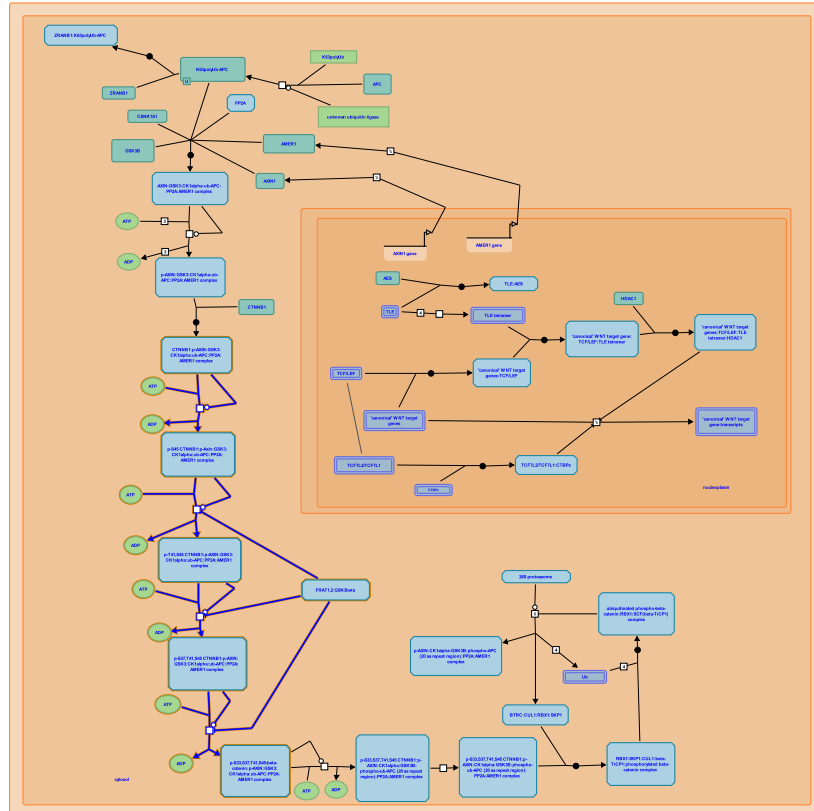 ZRANB1:K63polyUb-APC
K63polyUb-APC
K63polyUb
ZRANB1
APC
unknown ubiquitin ligase
PP2A
CSNK1A1
GSK3B
AMER1
AXIN1
AXIN:GSK3:CK1alpha:ub-APC:
PP2A:AMER1 complex
ATP
ADP
p-AXIN:GSK3:CK1alpha:ub-
APC:PP2A:AMER1 complex
CTNNB1
CTNNB1:p-AXIN:GSK3:
CK1alpha:ub-APC:PP2A:
AMER1 complex
ATP
ADP
p-S45 CTNNB1:p-Axin:GSK3:
CK1alpha:ub-APC:PP2A:
AMER1 complex
ATP
ADP
p-T41,S45 CTNNB1:p-AXIN:GSK3:
CK1alpha:ub-APC:PP2A:AMER1
complex
ATP
FRAT1,2:GSK3beta
ADP
p-S37,T41,S45 CTNNB1:p-AXIN:
GSK3:CK1alpha:ub-APC:PP2A:
AMER1 complex
ATP
ADP
p-S33,S37,T41,S45 beta-
catenin:p-AXIN:GSK3:
CK1alpha:ub-APC:PP2A:
AMER1 complex
cytosol
ATP
ADP
p-S33,S37,T41,S45 CTNNB1:p-
AXIN:CK1alpha:GSK3B:
phospho-ub-APC (20 aa repeat
region):PP2A:AMER1 complex
p-S33,S37,T41,S45 CTNNB1:p-
AXIN:CK1alpha:GSK3B:phospho-
ub-APC (20 aa repeat region):
PP2A:AMER1 complex
RBX1:SKP1:CUL1:beta-
TrCP1:phosphorylated beta-
catenin complex
BTRC:CUL1:RBX1:SKP1
Ub
4
4
p-AXIN:CK1alpha:GSK3B:phospho-APC
(20 aa repeat region):PP2A:AMER1
complex
26S proteasome
ubiquitinated phospho-beta-
catenin:RBX1:SCF(beta-TrCP1)
complex
AXIN1 gene
AMER1 gene
AES
TLE:AES
TLE
4
TLE tetramer
HDAC1
'canonical' WNT target gene:
TCF/LEF:TLE tetramer
'canonical' WNT target
genes:TCF/LEF:TLE
tetramer:HDAC1
TCF/LEF
'canonical' WNT target
genes:TCF/LEF
'canonical' WNT target
genes
'canonical' WNT target
gene transcripts
TCF7L2/TCF7L1
TCF7L2/TCF7L1:CTBPs
CTBPs
nucleoplasm